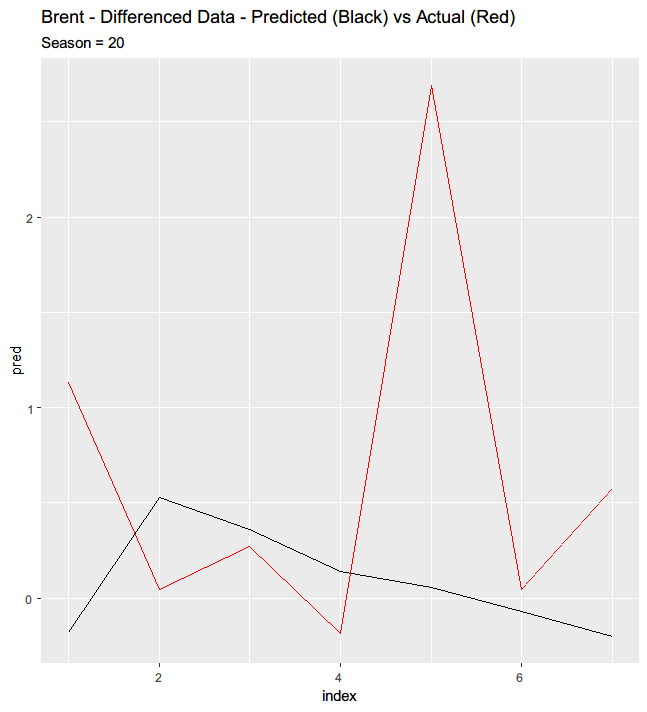 Brent - Differenced Data - Predicted (Black) vs Actual (Red)
Season = 20
2
1
0
pred
2
4
6
index